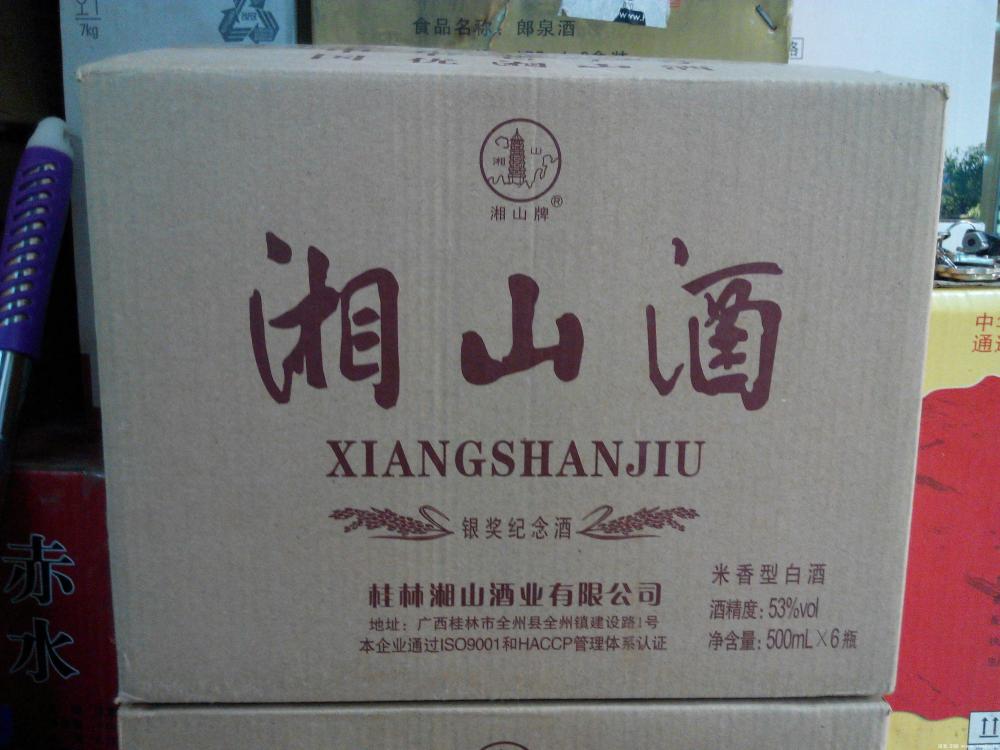 7kg
PAPER
食品名称：郎泉酒
湘 山
湘山牌®
湘山酒
XIANGSHANJIU
银奖纪念酒
米香型白酒
桂林湘山酒业有限公司
酒精度：53%vol
地址：广西桂林市全州县全州镇建设路1号
净含量：500mL×6瓶
本企业通过ISO9001和HACCP管理体系认证
赤
水